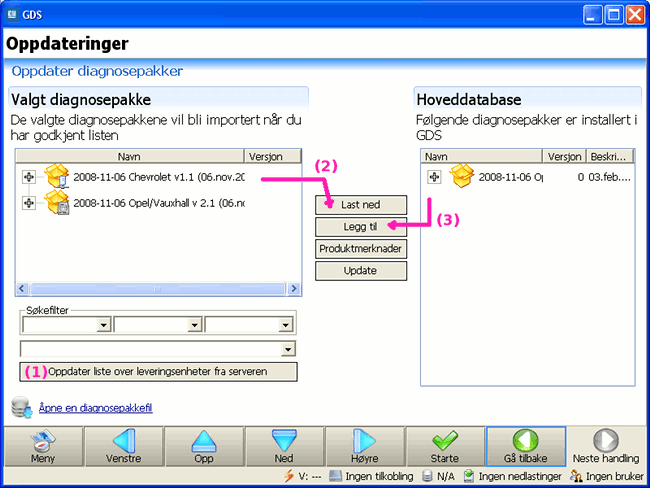 GDS
Oppdateringer
Oppdater diagnosepakker
Valgt diagnosepakke
De valgte diagnosepakkene vil bli importert når du
har godkjent listen
Navn Versjon
2008-11-06 Chevrolet v1.1 (06.nov.20
2008-11-06 Opel/Vauxhall v 2.1 (06.no
Søkefilter
(1) Oppdater liste over leveringsenheter fra serveren
Åpne en diagnosepakkefil
(2)
Last ned
Legg til
Produktmerknader
Update
(3)
Hoveddatabase
Følgende diagnosepakker er installert i
GDS
Navn Versjon Beskri...
2008-11-06 Op 0 03.feb....
Meny Venstre Opp Ned Høyre Starte Gå tilbake Neste handling
V: --- Ingen tilkobling N/A Ingen nedlastinger Ingen bruker